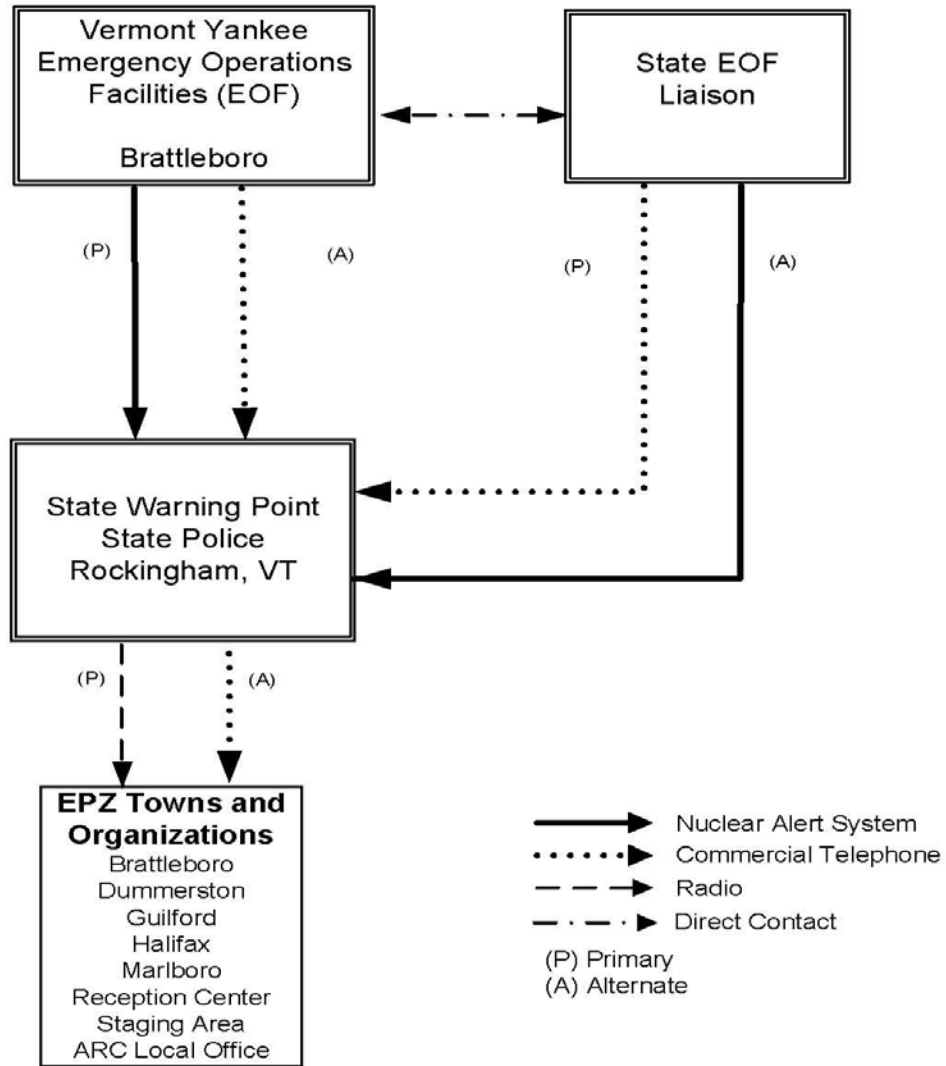 Vermont Yankee
Emergency Operations
Facilities (EOF)
Brattleboro
State EOF
Liaison
(P)
(A)
(P)
(A)
State Warning Point
State Police
Rockingham, VT
(P)
(A)
EPZ Towns and
Organizations
Brattleboro
Dummerston
Guilford
Halifax
Marlboro
Reception Center
Staging Area
ARC Local Office
Nuclear Alert System
Commercial Telephone
Radio
Direct Contact
(P) Primary
(A) Alternate